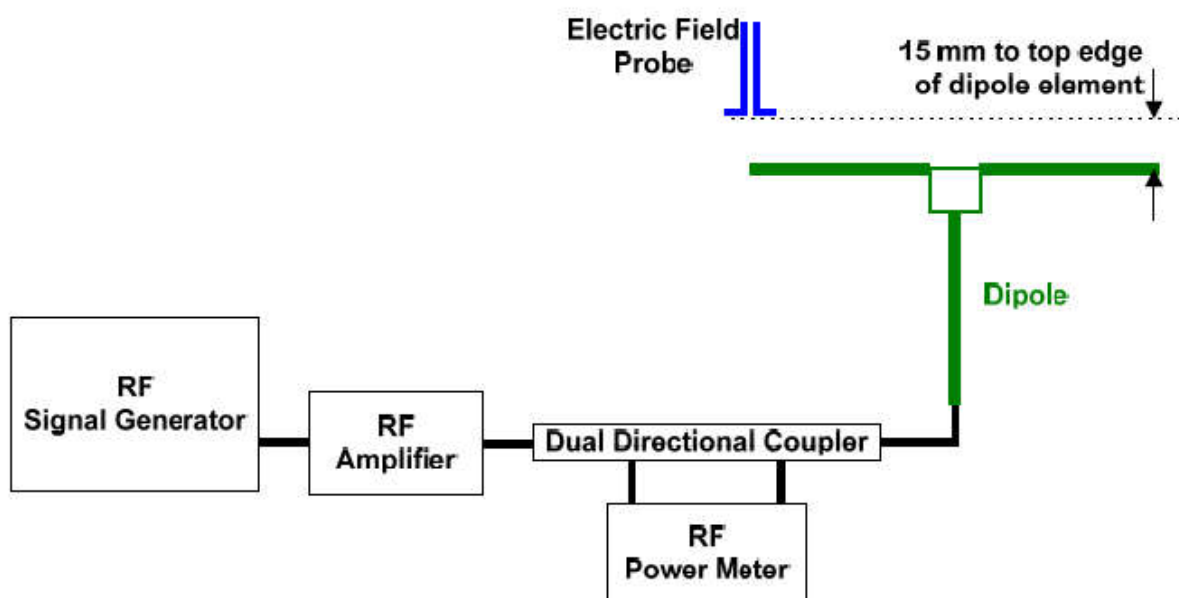 Electric Field
Probe
15 mm to top edge
of dipole element
Dipole
RF
Signal Generator
RF
Amplifier
Dual Directional Coupler
RF
Power Meter